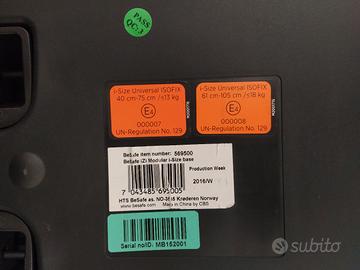 PASS
QC:3
i-Size Universal ISOFIX
40 cm-75 cm /≤13 kg
E4
000007
UN-Regulation No. 129
i-Size Universal ISOFIX
61 cm-105 cm /≤18 kg
E4
000008
UN-Regulation No. 129
BeSafe item number: 569500
BeSafe iZi Modular i-Size base
Production Week
2016/W
7 043485 695005
HTS BeSafe as. NO-3535 Krøderen Norway
www.besafe.com Made in China by CBS
Serial no/ID. MB152001
subito